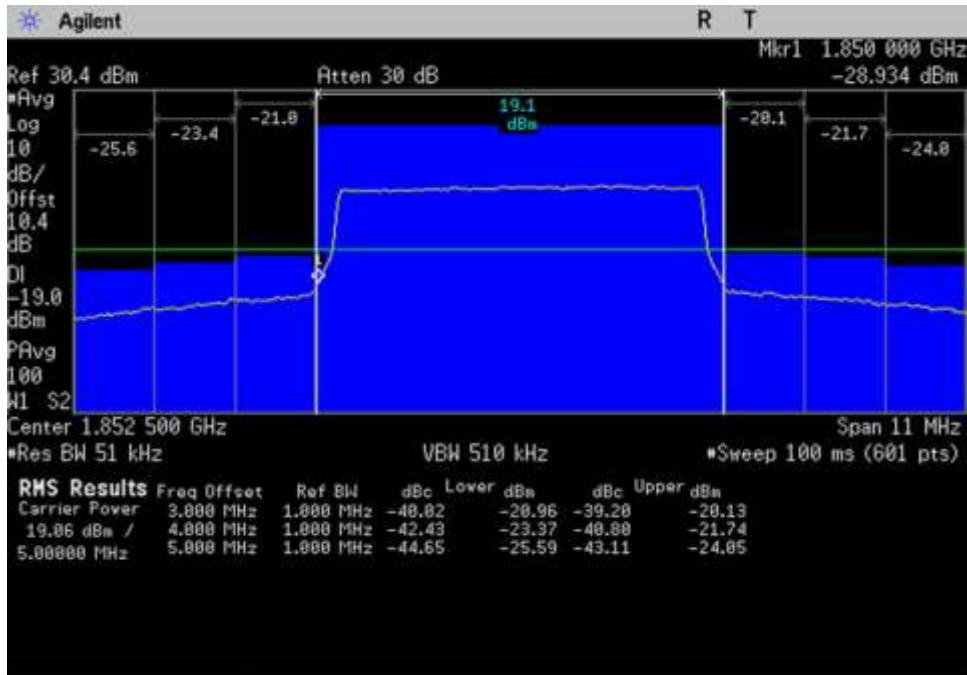 Agilent R T
Mkr1 1.850 000 GHz
Ref 30.4 dBm Atten 30 dB -28.934 dBm
#Avg
Log
10
dB/
Offst
10.4
dB
DI
-19.0
dBm
PAvg
100
W1 S2
19.1
dBm
-25.6 -23.4 -21.0 -20.1 -21.7 -24.0
1
Center 1.852 500 GHz Span 11 MHz
#Res BW 51 kHz VBW 510 kHz #Sweep 100 ms (601 pts)
RMS Results Freq Offset Ref BW dBc Lower dBm dBc Upper dBm
Carrier Power 3.000 MHz 1.000 MHz -40.02 -20.96 -39.20 -20.13
19.06 dBm / 4.000 MHz 1.000 MHz -42.43 -23.37 -40.80 -21.74
5.00000 MHz 5.000 MHz 1.000 MHz -44.65 -25.59 -43.11 -24.05